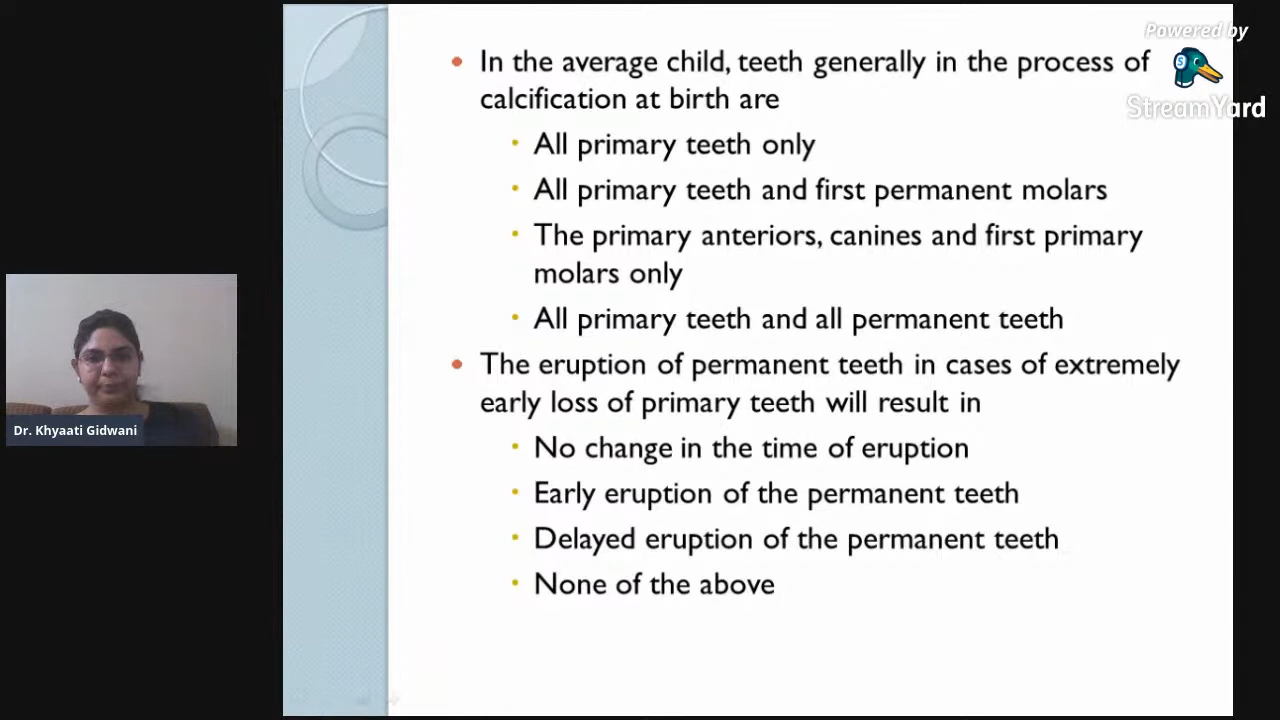 Powered by
StreamYard
• In the average child, teeth generally in the process of
calcification at birth are
• All primary teeth only
• All primary teeth and first permanent molars
• The primary anteriors, canines and first primary
molars only
• All primary teeth and all permanent teeth
• The eruption of permanent teeth in cases of extremely
early loss of primary teeth will result in
• No change in the time of eruption
• Early eruption of the permanent teeth
• Delayed eruption of the permanent teeth
• None of the above
Dr. Khyaati Gidwani